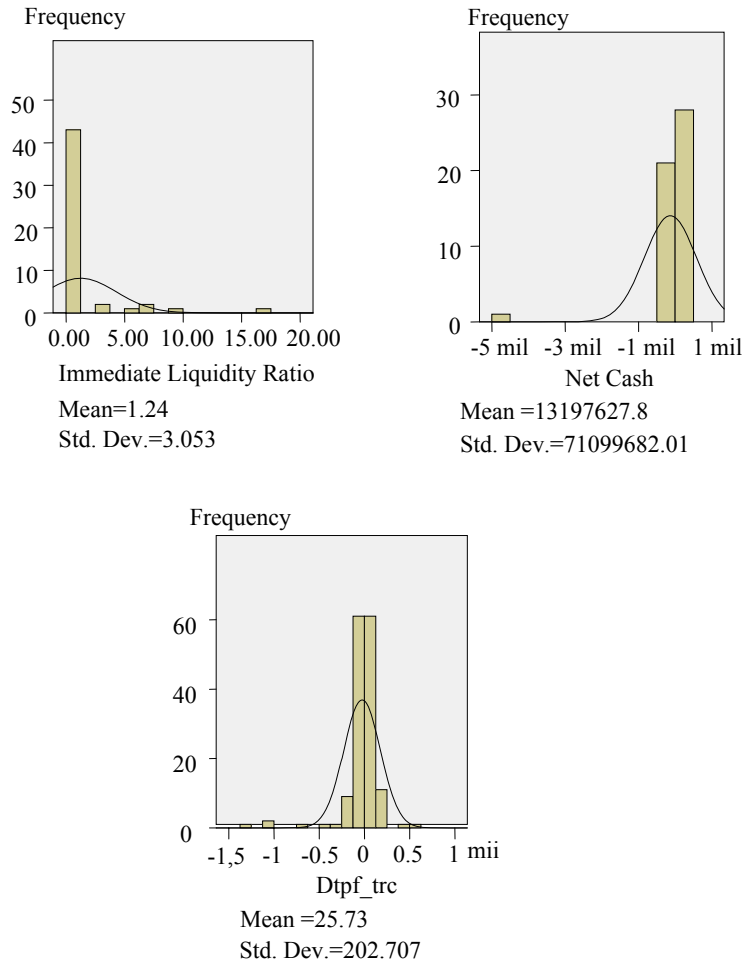 Frequency
50
40
30
20
10
0
0.00 5.00 10.00 15.00 20.00
Immediate Liquidity Ratio
Mean=1.24
Std. Dev.=3.053
Frequency
30
20
10
0
-5 mil -3 mil -1 mil 1 mil
Net Cash
Mean =13197627.8
Std. Dev.=71099682.01
Frequency
60
40
20
0
-1,5 -1 -0.5 0 0.5 1 mii
Dtpf_trc
Mean =25.73
Std. Dev.=202.707